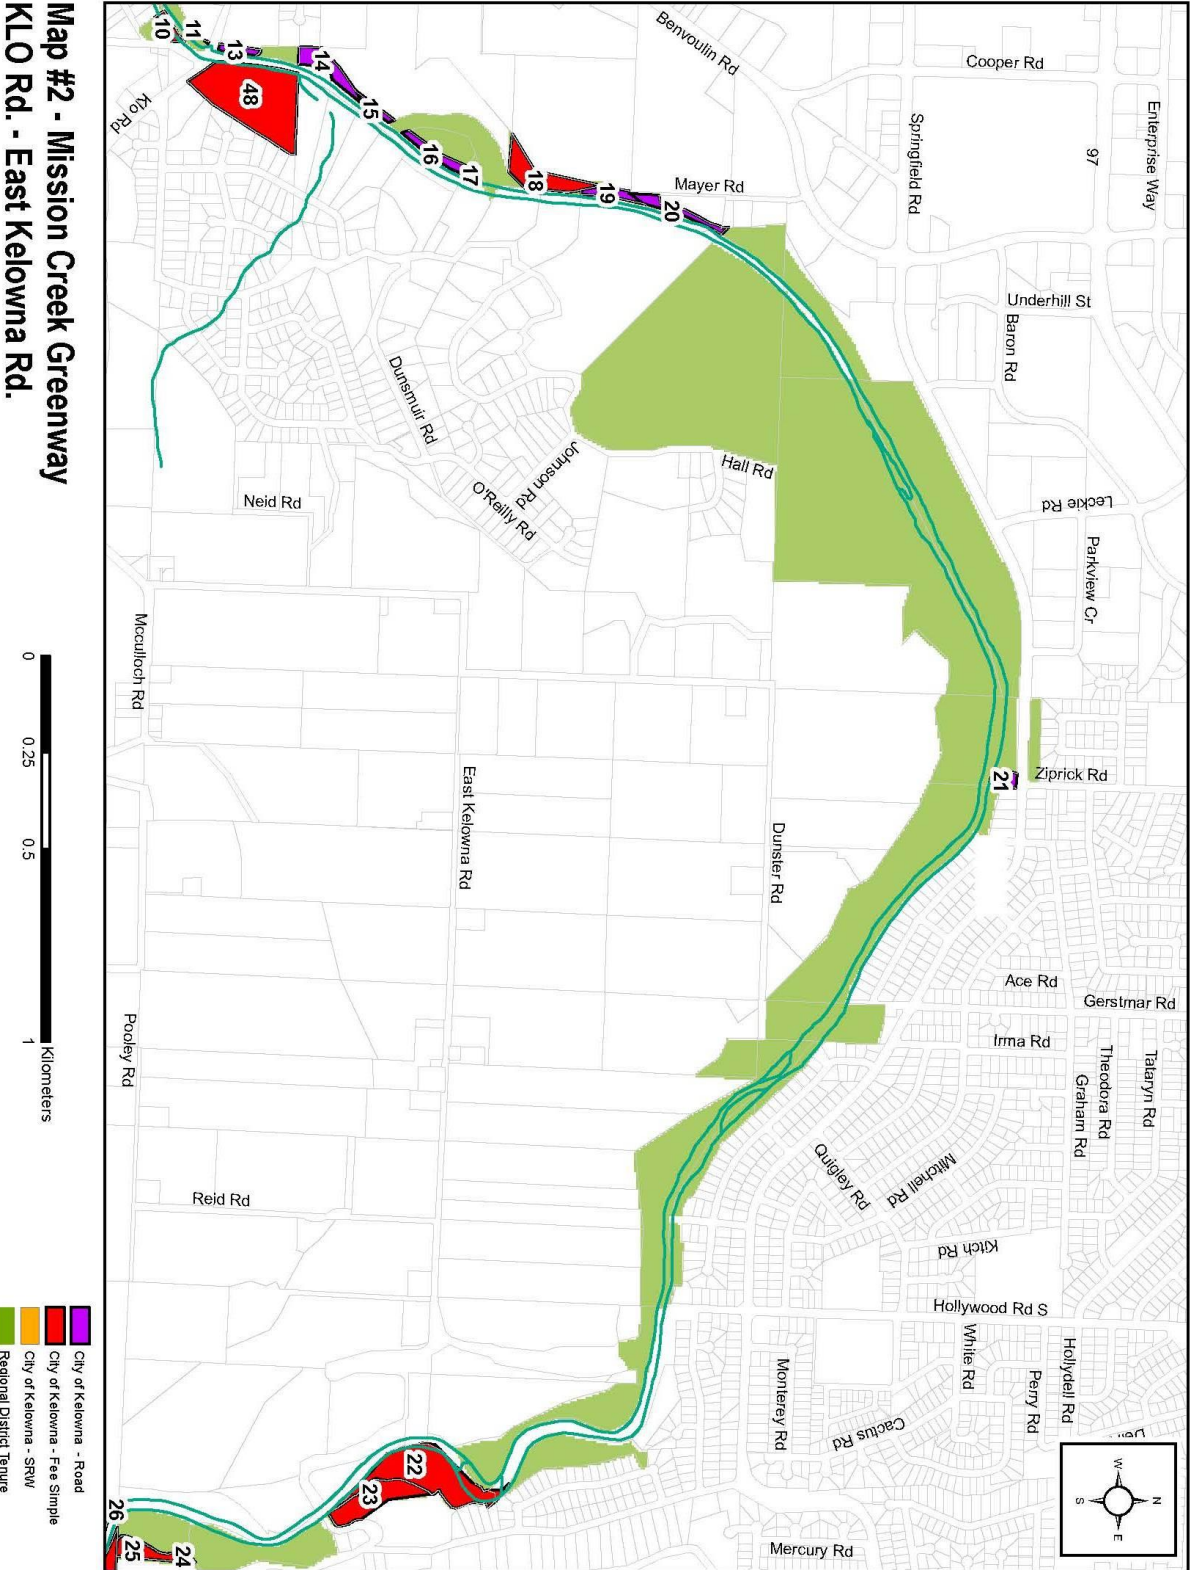 Map #2 - Mission Creek Greenway
KLO Rd. - East Kelowna Rd.
0 0.25 0.5 1
Kilometers
City of Kelowna - Road
City of Kelowna - Fee Simple
City of Kelowna - SRW
Regional District Tenure
N
W
E
S
Enterprise Way
97
Cooper Rd
Springfield Rd
Benvoulin Rd
Mayer Rd
Underhill St
Baron Rd
Leckie Rd
Parkview Cr
Ziprick Rd
Ace Rd
Gerstmar Rd
Irma Rd
Tataryn Rd
Theodora Rd
Graham Rd
Mitchell Rd
Quigley Rd
Kitch Rd
Hollywood Rd S
White Rd
Hollydell Rd
Perry Rd
Monterey Rd
Cactus Rd
Mercury Rd
Hall Rd
Johnson Rd
O'Reilly Rd
Dunsmuir Rd
Neid Rd
Klo Rd
Mcculloch Rd
East Kelowna Rd
Dunster Rd
Pooley Rd
Reid Rd
10
11
13
14
15
16
17
18
19
20
21
22
23
24
25
26
48